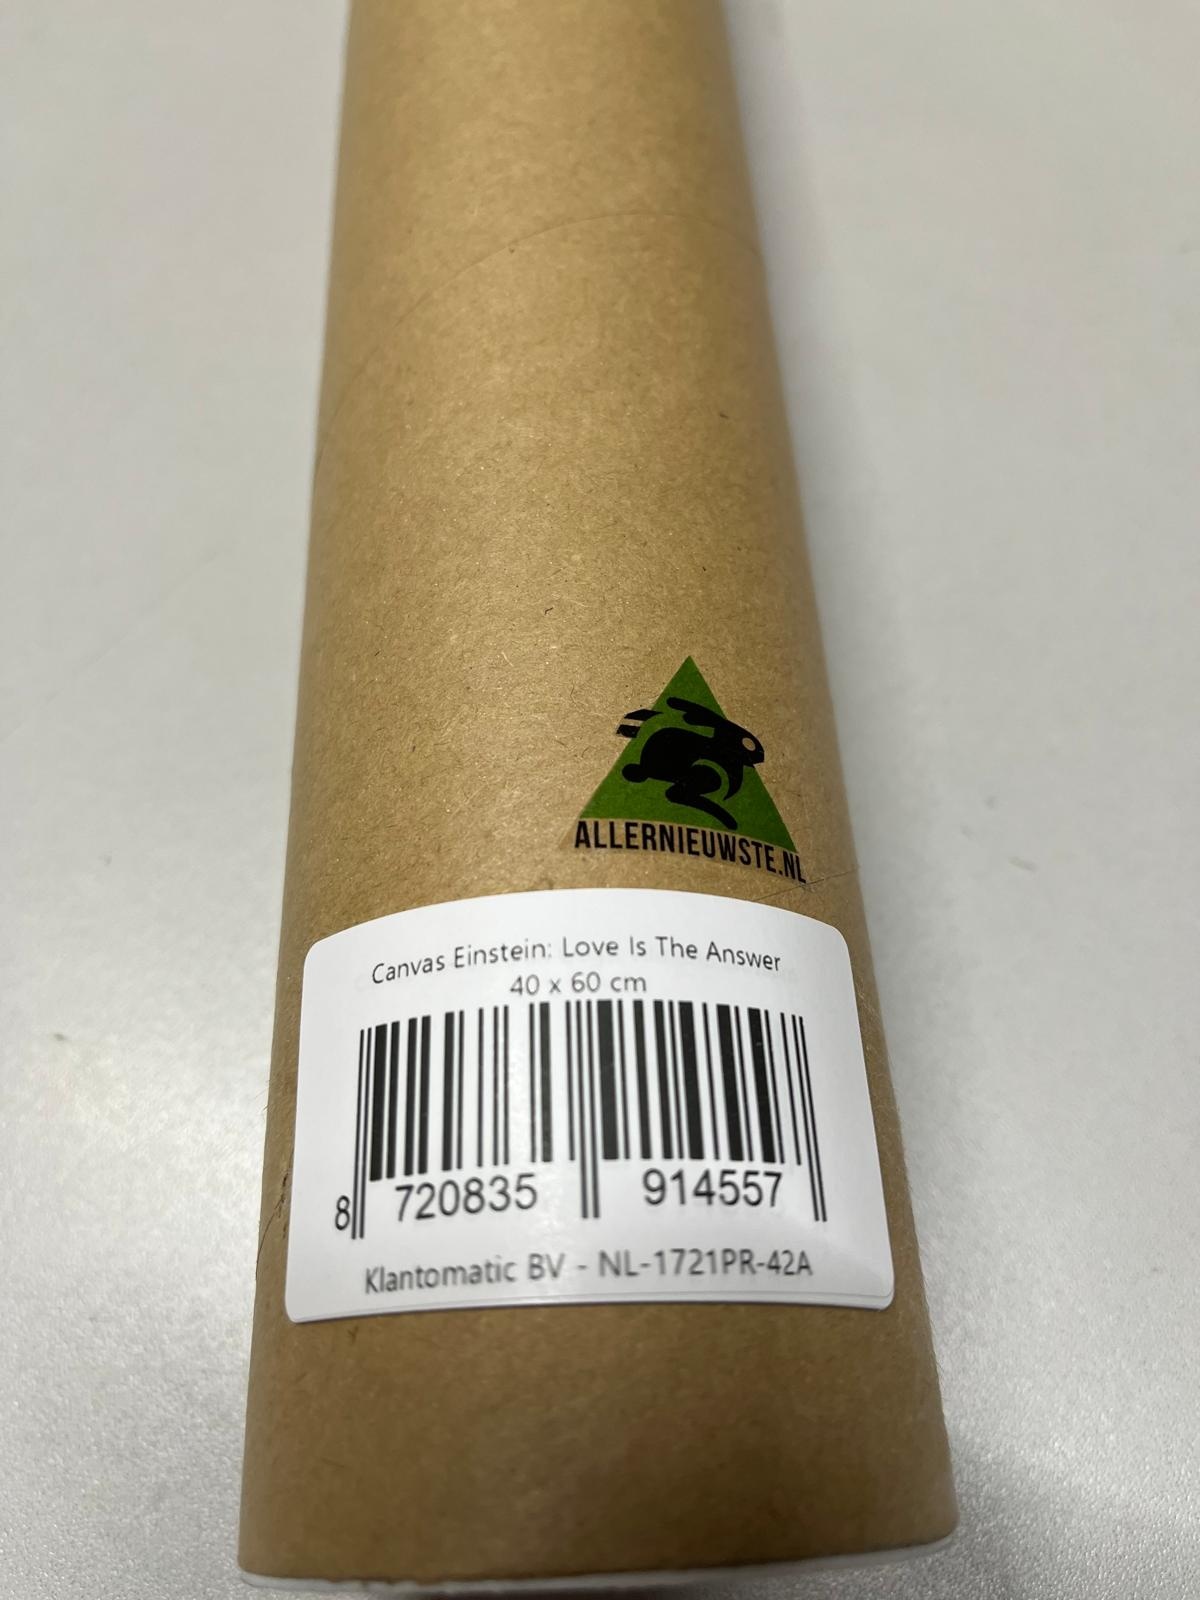 ALLERNIEUWSTE.NL
Canvas Einstein: Love Is The Answer
40 x 60 cm
8 720835 914557
Klantomatic BV - NL-1721PR-42A